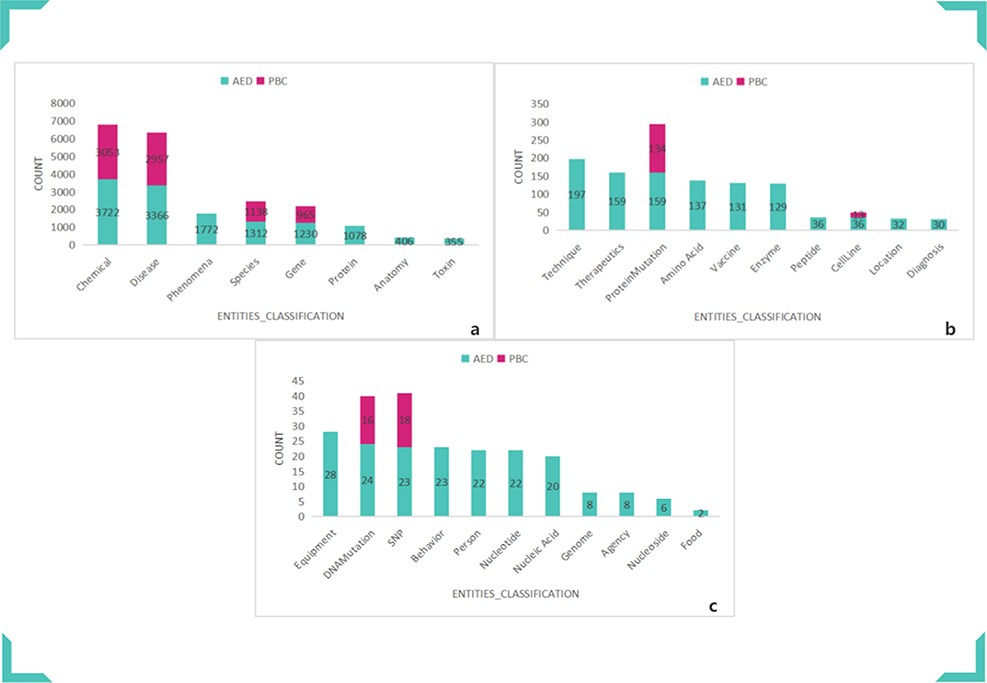 AED PBC
8000
7000
6000
5000
4000
3000
2000
1000
0
COUNT
3053
3722
2957
3366
1772
1138
1312
965
1230
1078
406
355
Chemical
Disease
Phenomena
Species
Gene
Protein
Anatomy
Toxin
ENTITIES_CLASSIFICATION
a
AED PBC
350
300
250
200
150
100
50
0
COUNT
197
159
134
159
137
131
129
36
36
32
30
Technique
Therapeutics
ProteinMutation
Amino Acid
Vaccine
Enzyme
Peptide
CellLine
Location
Diagnosis
ENTITIES_CLASSIFICATION
b
AED PBC
45
40
35
30
25
20
15
10
5
0
COUNT
28
16
24
18
23
23
22
22
20
8
8
6
2
Equipment
DNAMutation
SNP
Behavior
Person
Nucleotide
Nucleic Acid
Genome
Agency
Nucleoside
Food
ENTITIES_CLASSIFICATION
c